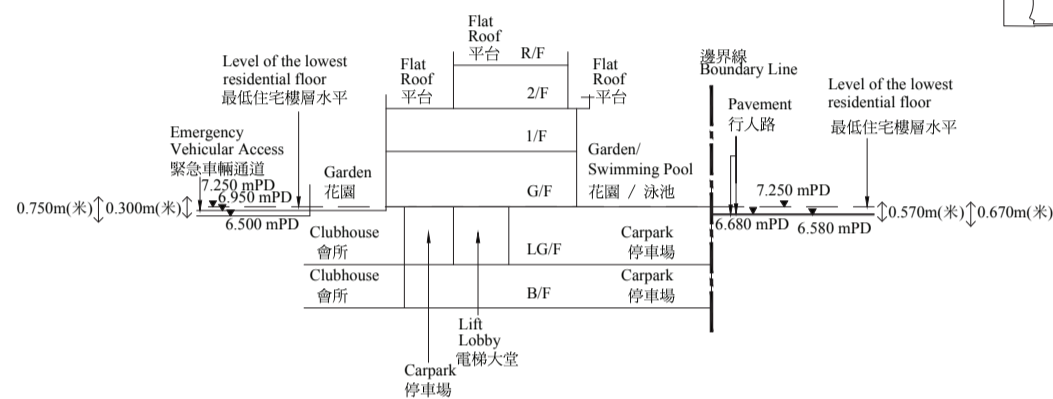 Flat
Roof
平台
R/F
Flat
Roof
平台
Flat
Roof
平台
2/F
1/F
G/F
LG/F
B/F
Level of the lowest
residential floor
最低住宅樓層水平
Emergency
Vehicular Access
緊急車輛通道
7.250 mPD
6.950 mPD
6.500 mPD
0.750m(米)
0.300m(米)
Garden
花園
Garden/
Swimming Pool
花園 / 泳池
Clubhouse
會所
Clubhouse
會所
Carpark
停車場
Carpark
停車場
Lift
Lobby
電梯大堂
Carpark
停車場
邊界線
Boundary Line
Pavement
行人路
Level of the lowest
residential floor
最低住宅樓層水平
7.250 mPD
6.680 mPD
6.580 mPD
0.570m(米)
0.670m(米)